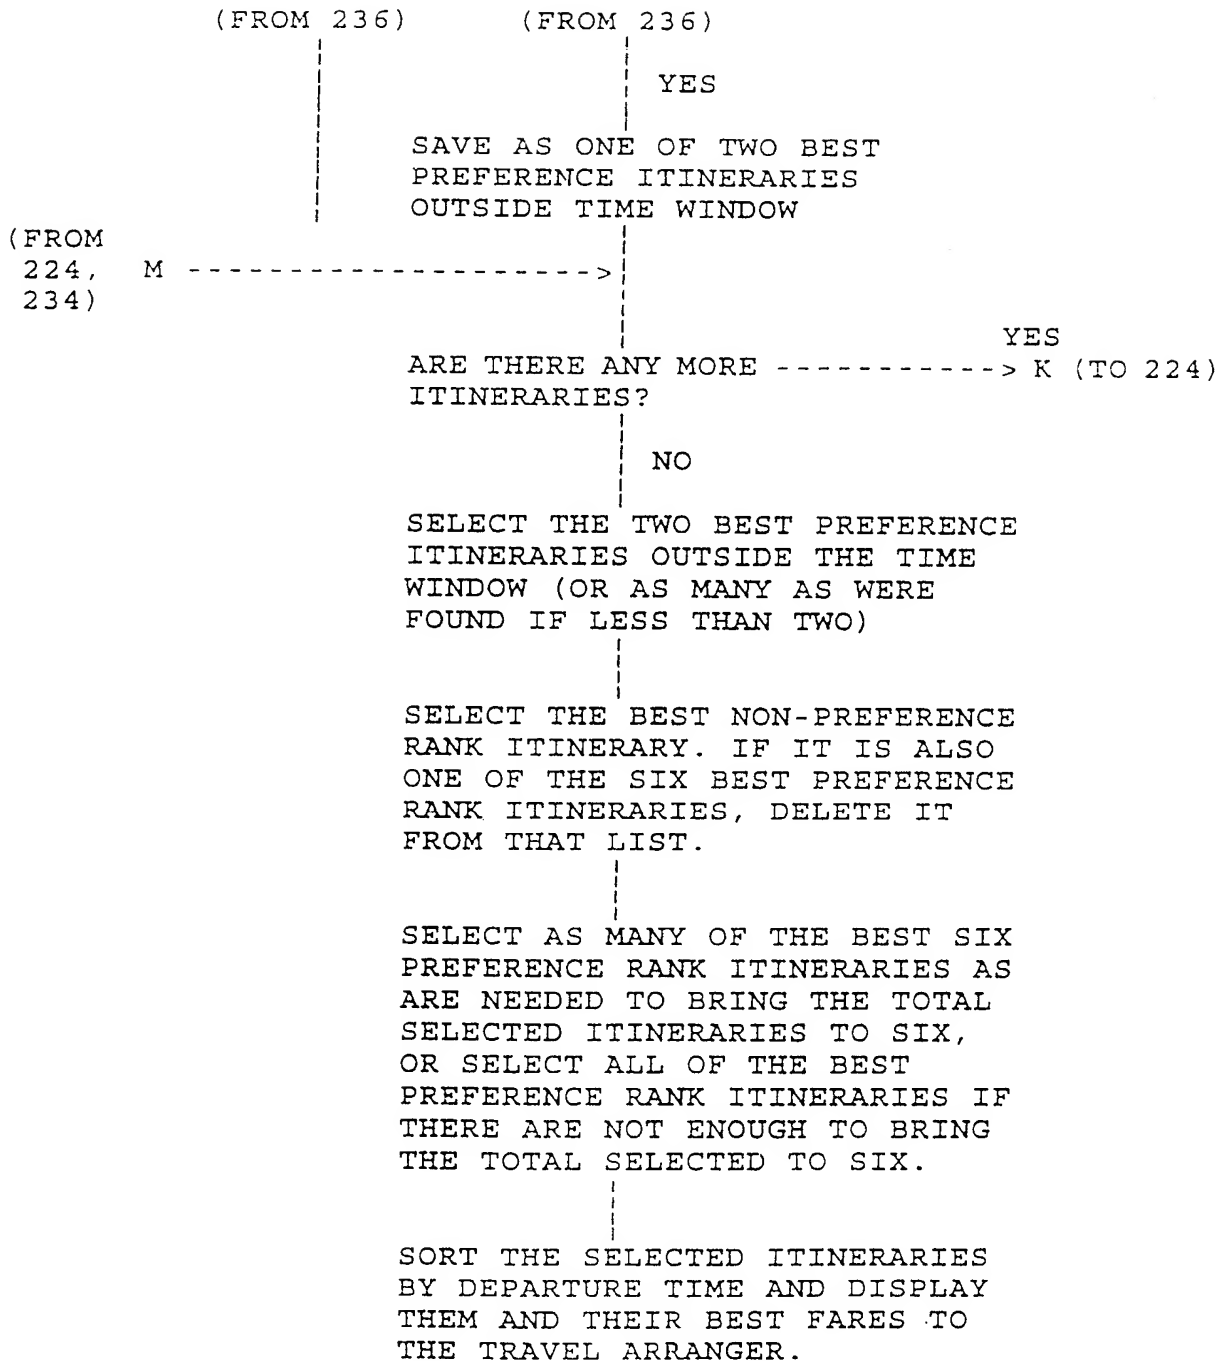 (FROM 236) (FROM 236)
YES
SAVE AS ONE OF TWO BEST
PREFERENCE ITINERARIES
OUTSIDE TIME WINDOW
(FROM
224, M - - - - - - - - - - - - - - - - - - - - - >
234)
YES
ARE THERE ANY MORE - - - - - - - - - - - > K (TO 224)
ITINERARIES?
NO
SELECT THE TWO BEST PREFERENCE
ITINERARIES OUTSIDE THE TIME
WINDOW (OR AS MANY AS WERE
FOUND IF LESS THAN TWO)
SELECT THE BEST NON-PREFERENCE
RANK ITINERARY. IF IT IS ALSO
ONE OF THE SIX BEST PREFERENCE
RANK ITINERARIES, DELETE IT
FROM THAT LIST.
SELECT AS MANY OF THE BEST SIX
PREFERENCE RANK ITINERARIES AS
ARE NEEDED TO BRING THE TOTAL
SELECTED ITINERARIES TO SIX,
OR SELECT ALL OF THE BEST
PREFERENCE RANK ITINERARIES IF
THERE ARE NOT ENOUGH TO BRING
THE TOTAL SELECTED TO SIX.
SORT THE SELECTED ITINERARIES
BY DEPARTURE TIME AND DISPLAY
THEM AND THEIR BEST FARES TO
THE TRAVEL ARRANGER.